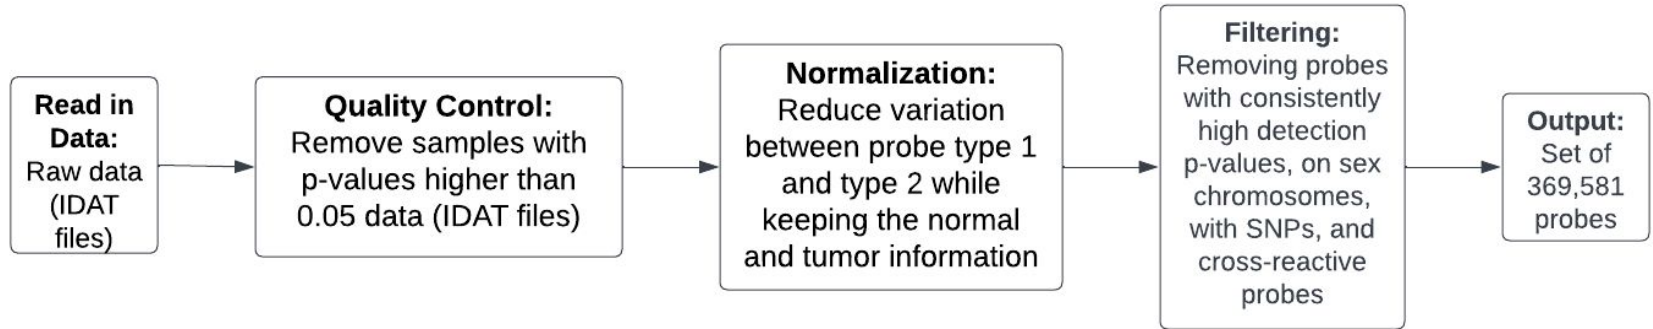 Read in
Data:
Raw data
(IDAT
files)
Quality Control:
Remove samples with
p-values higher than
0.05 data (IDAT files)
Normalization:
Reduce variation
between probe type 1
and type 2 while
keeping the normal
and tumor information
Filtering:
Removing probes
with consistently
high detection
p-values, on sex
chromosomes,
with SNPs, and
cross-reactive
probes
Output:
Set of
369,581
probes